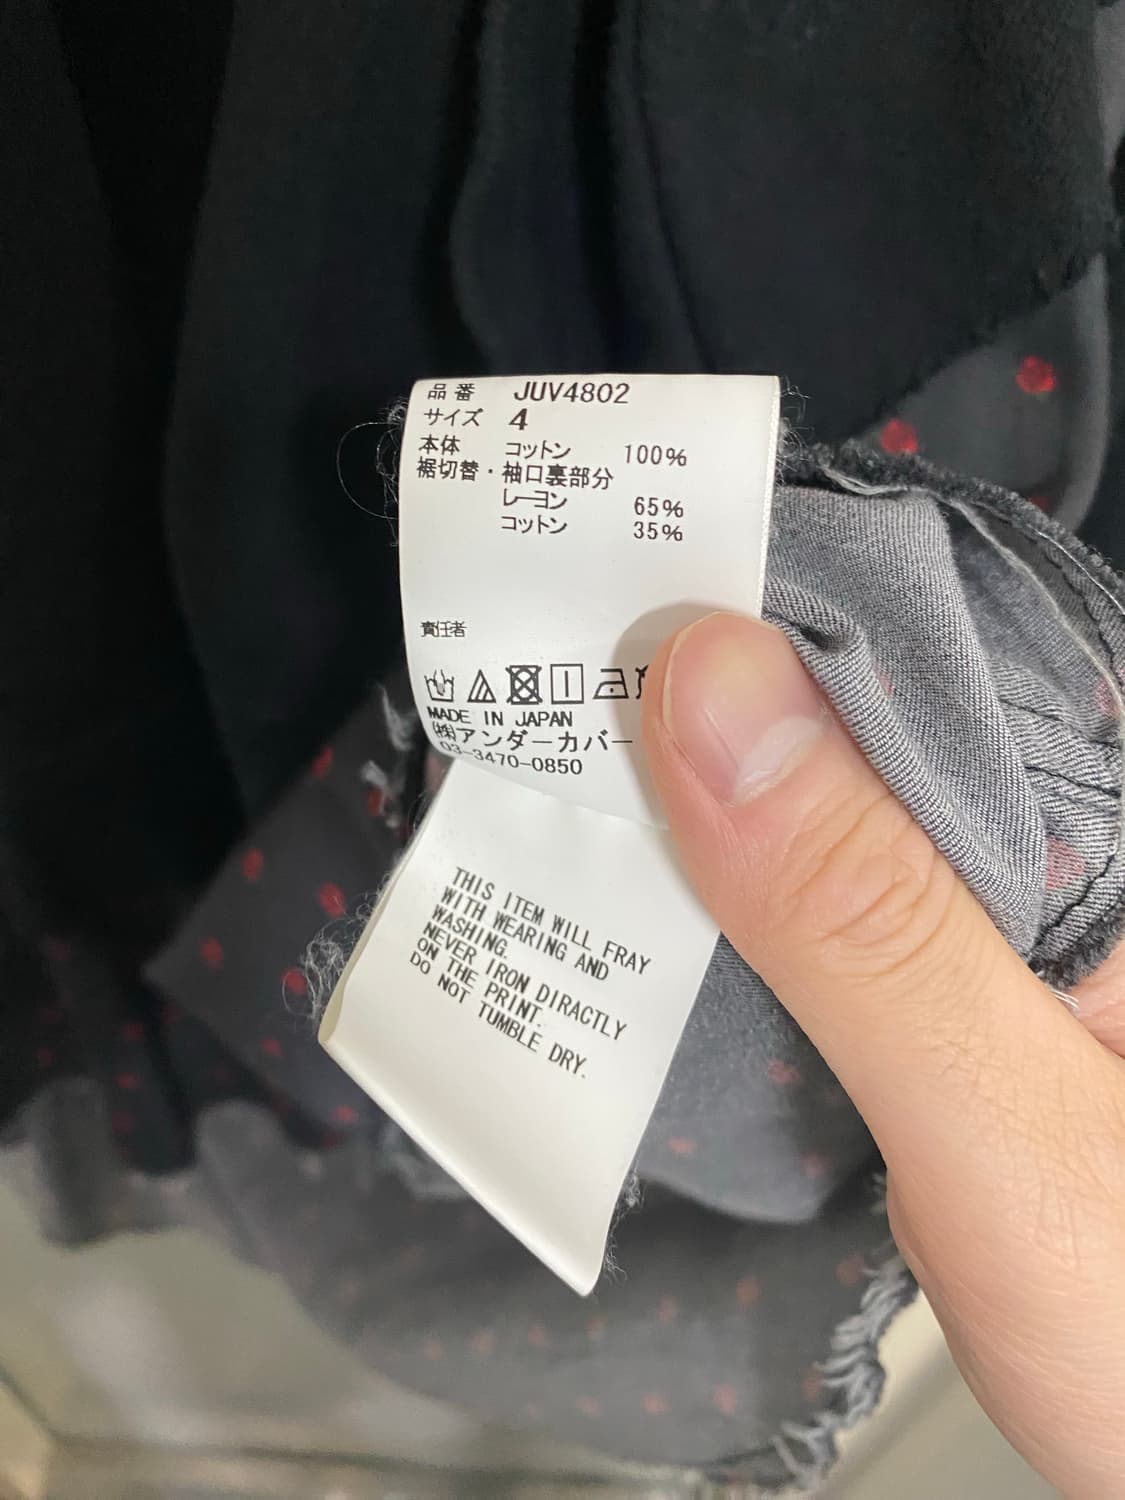 品番 JUV4802
サイズ 4
本体 コットン 100%
裾切替・袖口裏部分
レーヨン 65%
コットン 35%
責任者
MADE IN JAPAN
㈱アンダーカバー
03-3470-0850
THIS ITEM WILL FRAY
WITH WEARING AND
WASHING.
NEVER IRON DIRACTLY
ON THE PRINT.
DO NOT TUMBLE DRY.